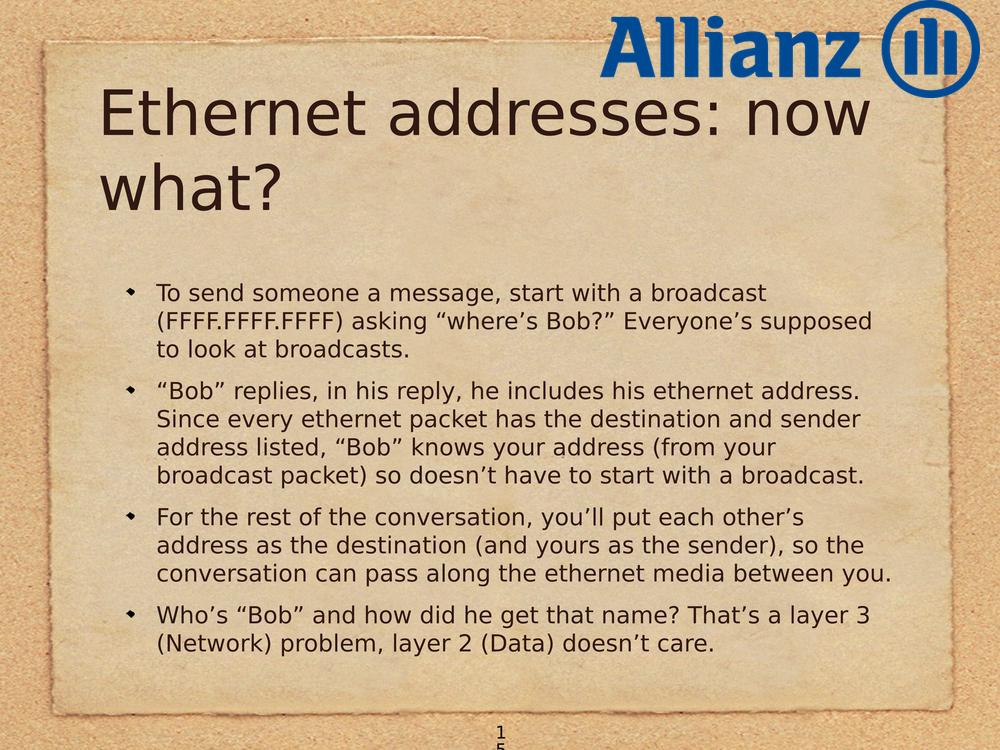 Allianz
Ethernet addresses: now
what?
To send someone a message, start with a broadcast
(FFFF.FFFF.FFFF) asking “where’s Bob?” Everyone’s supposed
to look at broadcasts.
“Bob” replies, in his reply, he includes his ethernet address.
Since every ethernet packet has the destination and sender
address listed, “Bob” knows your address (from your
broadcast packet) so doesn’t have to start with a broadcast.
For the rest of the conversation, you’ll put each other’s
address as the destination (and yours as the sender), so the
conversation can pass along the ethernet media between you.
Who’s “Bob” and how did he get that name? That’s a layer 3
(Network) problem, layer 2 (Data) doesn’t care.
1
5